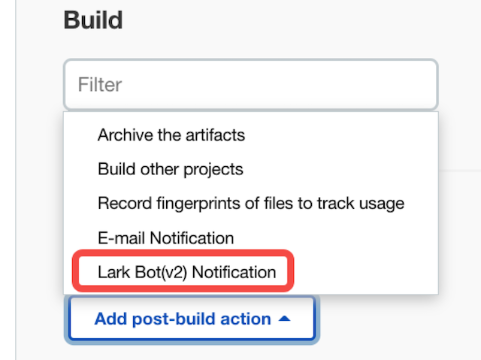 Build
Filter
Archive the artifacts
Build other projects
Record fingerprints of files to track usage
E-mail Notification
Lark Bot(v2) Notification
Add post-build action